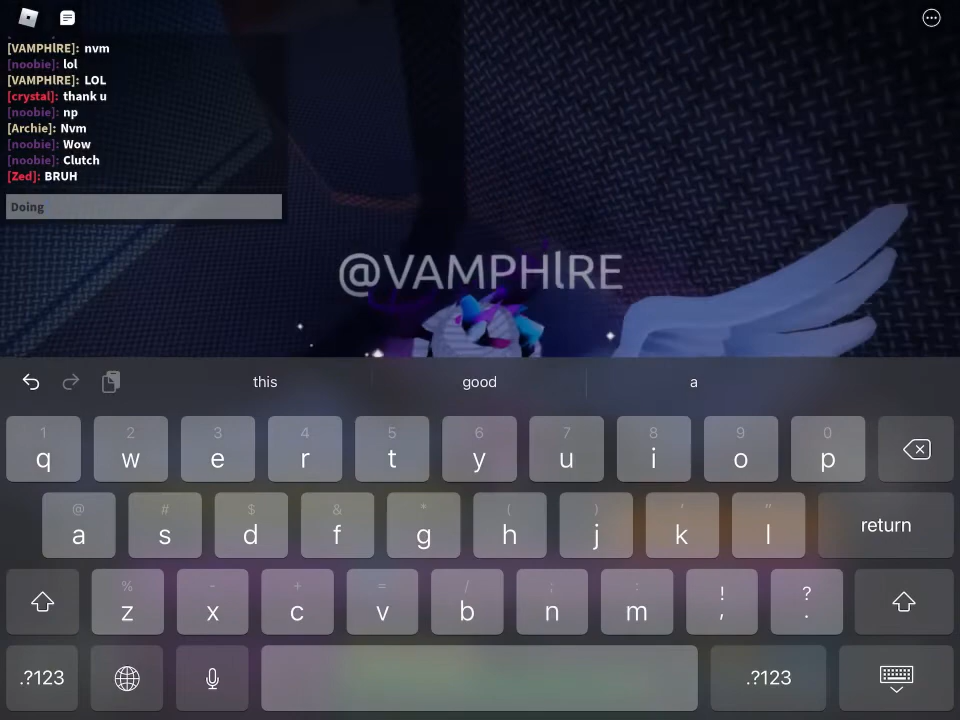 [VAMPHlRE]: nvm
[noobie]: lol
[VAMPHlRE]: LOL
[crystal]: thank u
[noobie]: np
[Archie]: Nvm
[noobie]: Wow
[noobie]: Clutch
[Zed]: BRUH
Doing
@VAMPHlRE
this good a
1 2 3 4 5 6 7 8 9 0
q w e r t y u i o p
@ # $ & * ( ) ' "
a s d f g h j k l return
% - + = / ; : ! ?
z x c v b n m , .
.?123 .?123